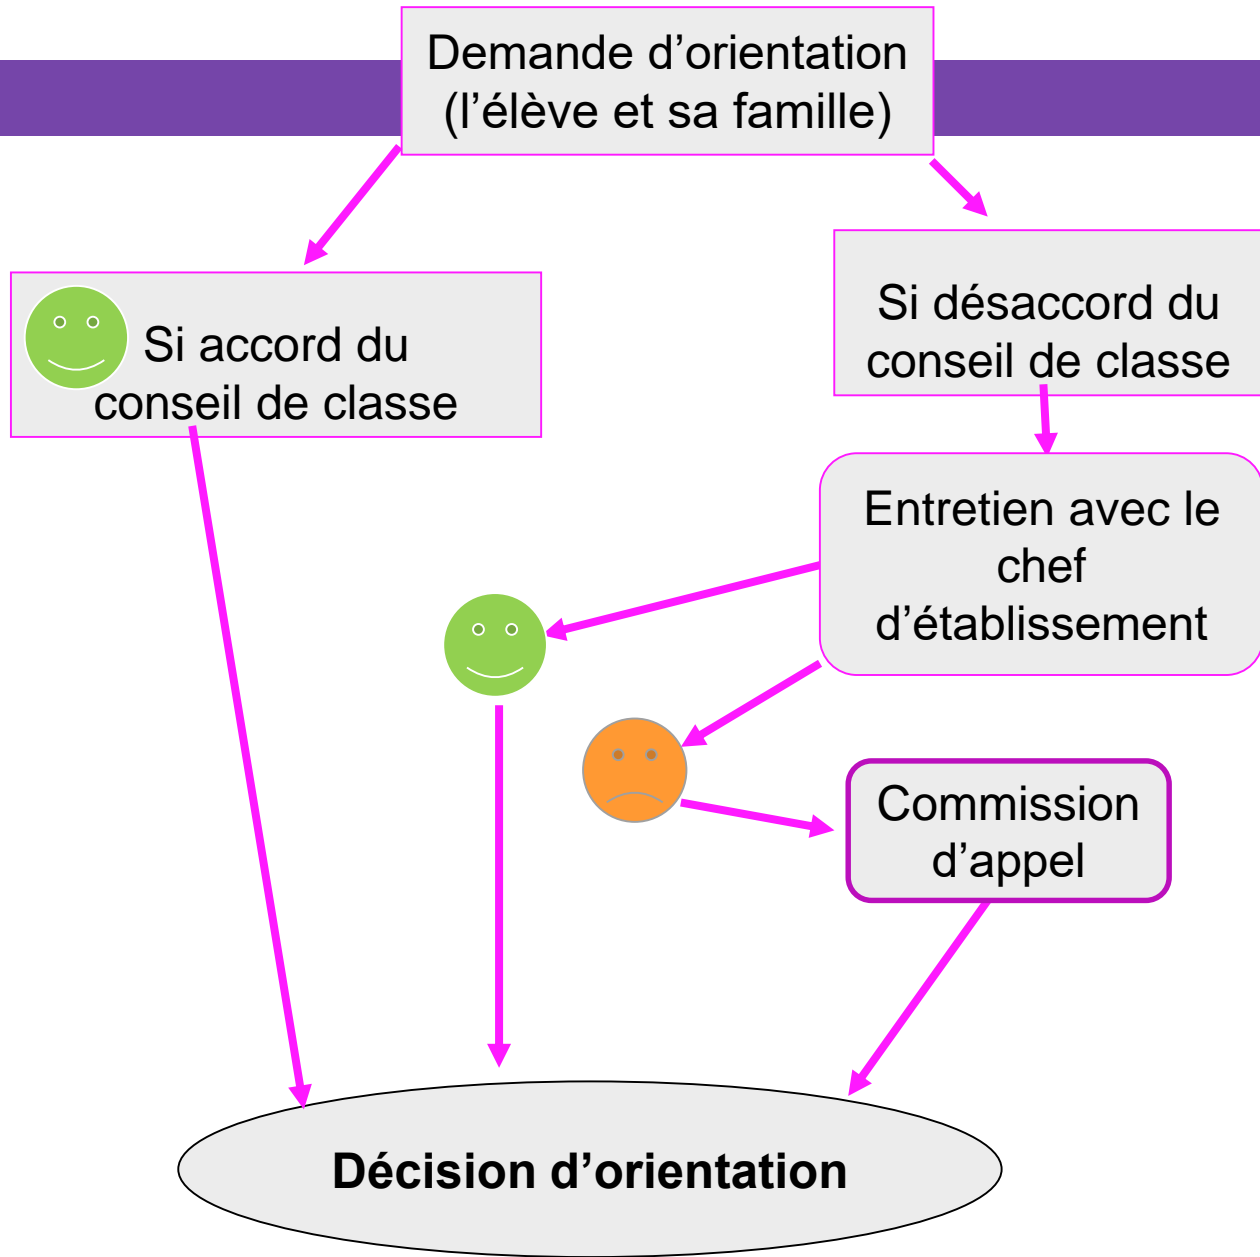 Demande d’orientation
(l’élève et sa famille)
Si accord du
conseil de classe
Si désaccord du
conseil de classe
Entretien avec le
chef
d’établissement
Commission
d’appel
Décision d’orientation